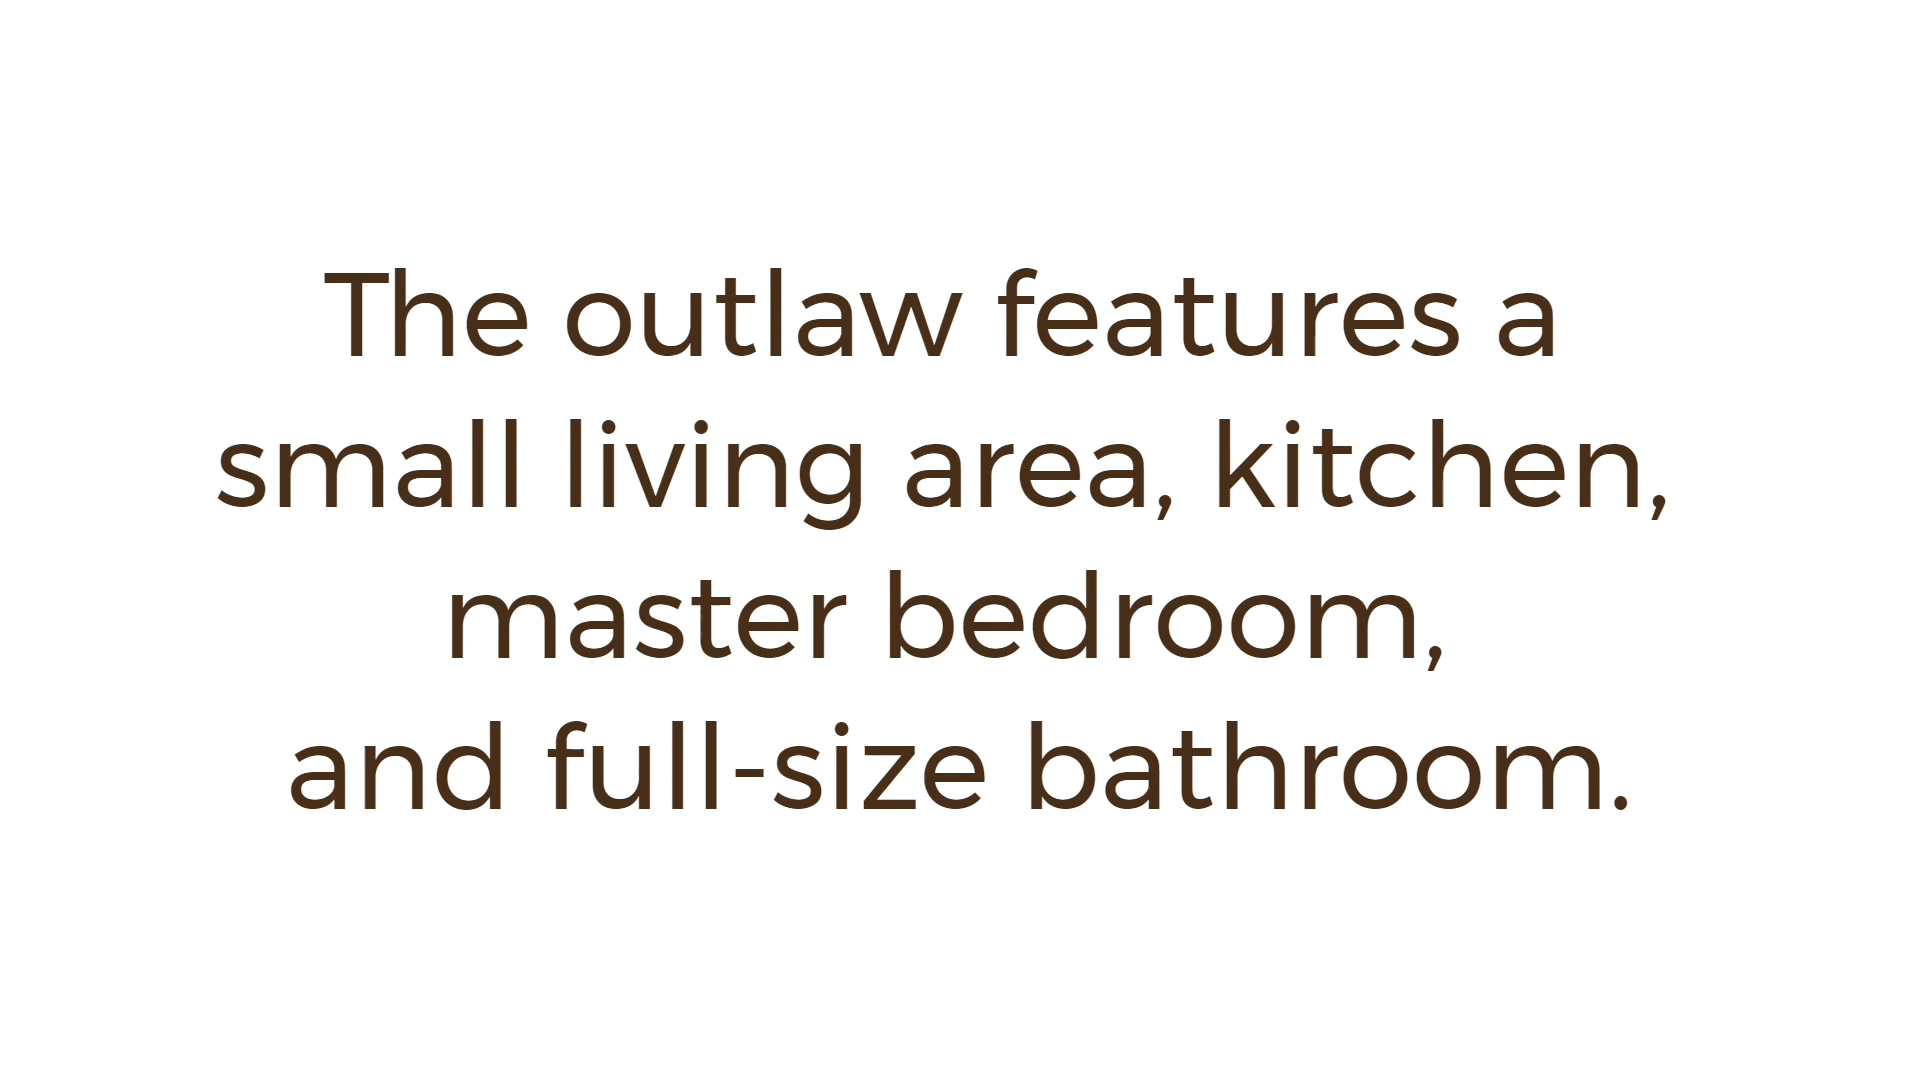 The outlaw features a
small living area, kitchen,
master bedroom,
and full-size bathroom.